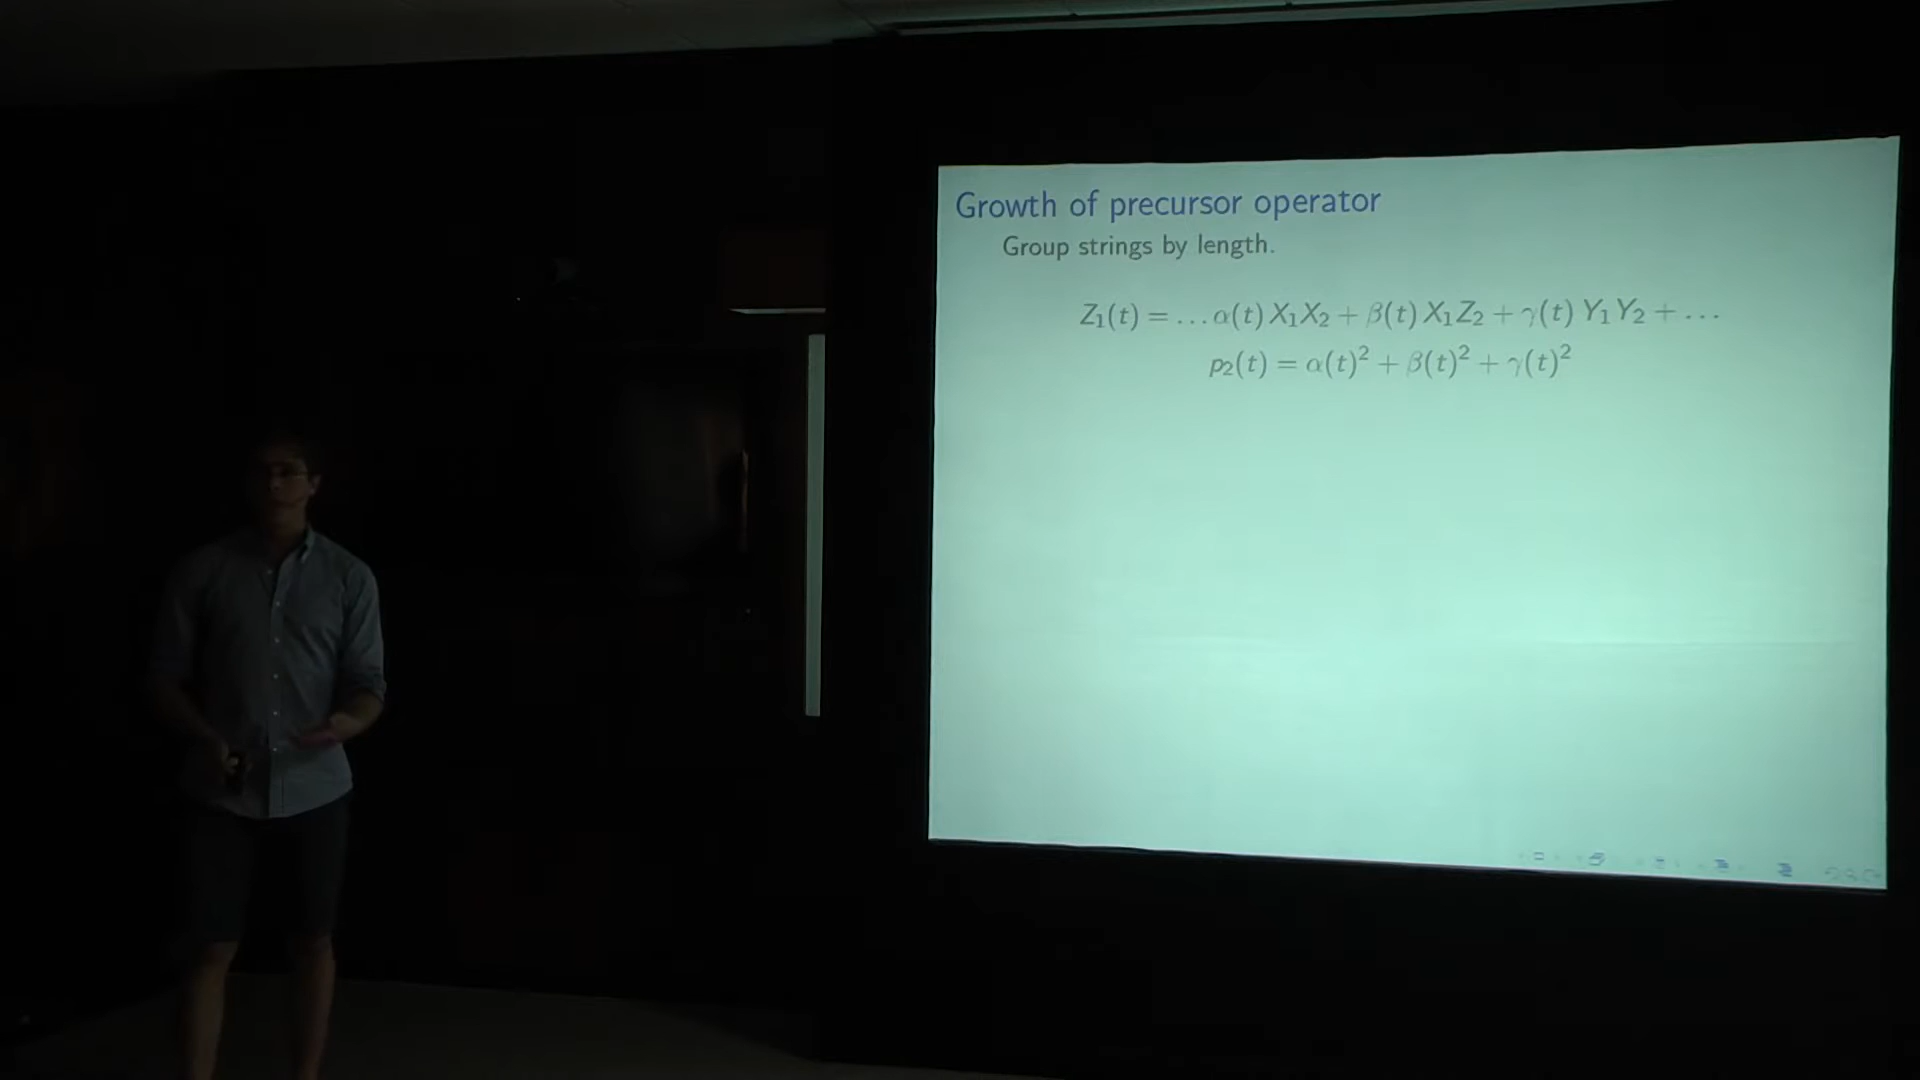 Growth of precursor operator
Group strings by length.
Z₁(t) = ... α(t) X₁X₂ + β(t) X₁Z₂ + γ(t) Y₁Y₂ + ...
p₂(t) = α(t)² + β(t)² + γ(t)²